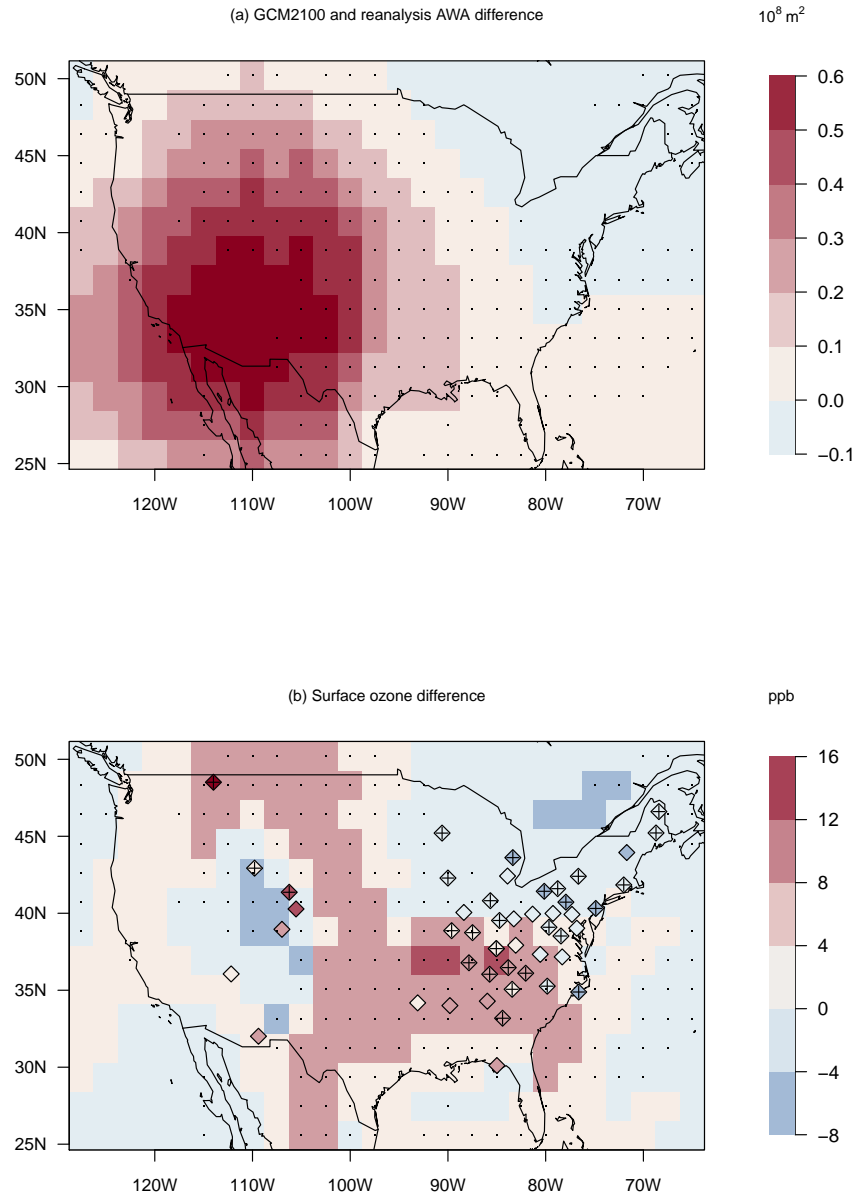 (a) GCM2100 and reanalysis AWA difference
10⁸ m²
50N
45N
40N
35N
30N
25N
120W 110W 100W 90W 80W 70W
0.6
0.5
0.4
0.3
0.2
0.1
0.0
−0.1
(b) Surface ozone difference
ppb
50N
45N
40N
35N
30N
25N
120W 110W 100W 90W 80W 70W
16
12
8
4
0
−4
−8